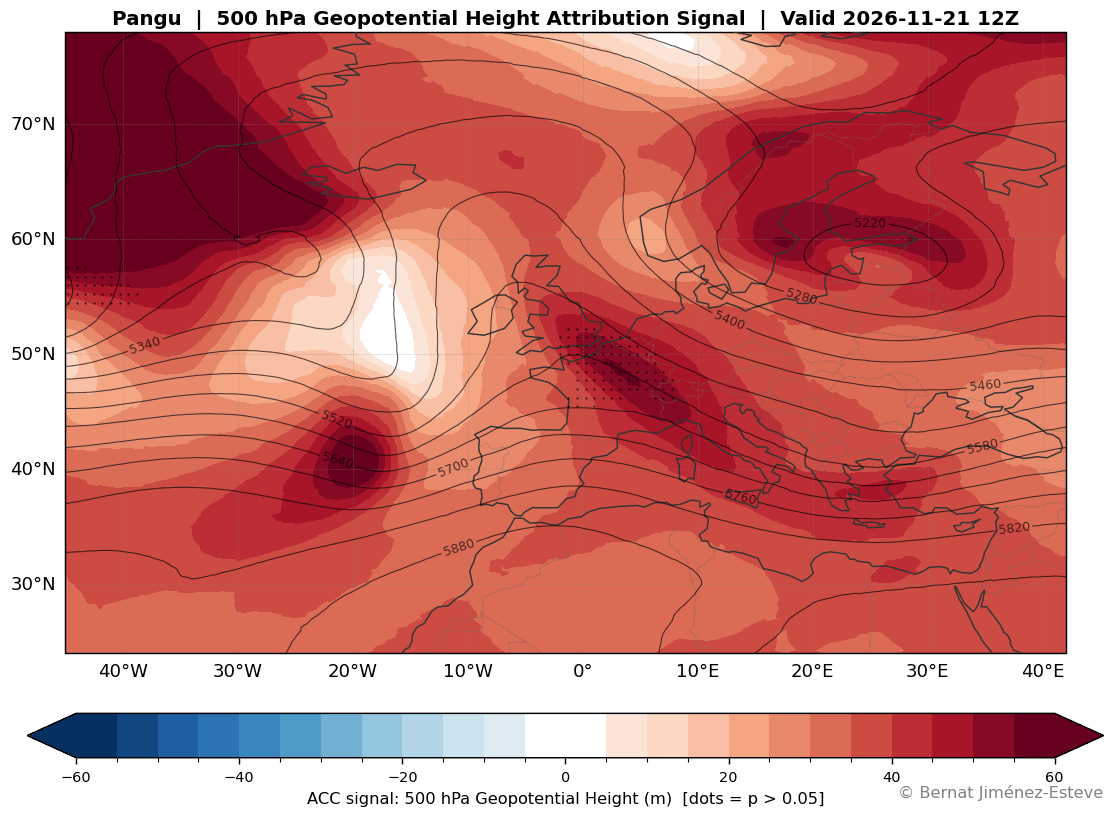 Pangu | 500 hPa Geopotential Height Attribution Signal | Valid 2026-11-21 12Z
70°N
60°N
50°N
40°N
30°N
5220
5280
5340
5400
5460
5520
5580
5640
5700
5760
5820
5880
40°W 30°W 20°W 10°W 0° 10°E 20°E 30°E 40°E
−60 −40 −20 0 20 40 60
ACC signal: 500 hPa Geopotential Height (m) [dots = p > 0.05]
© Bernat Jiménez-Esteve